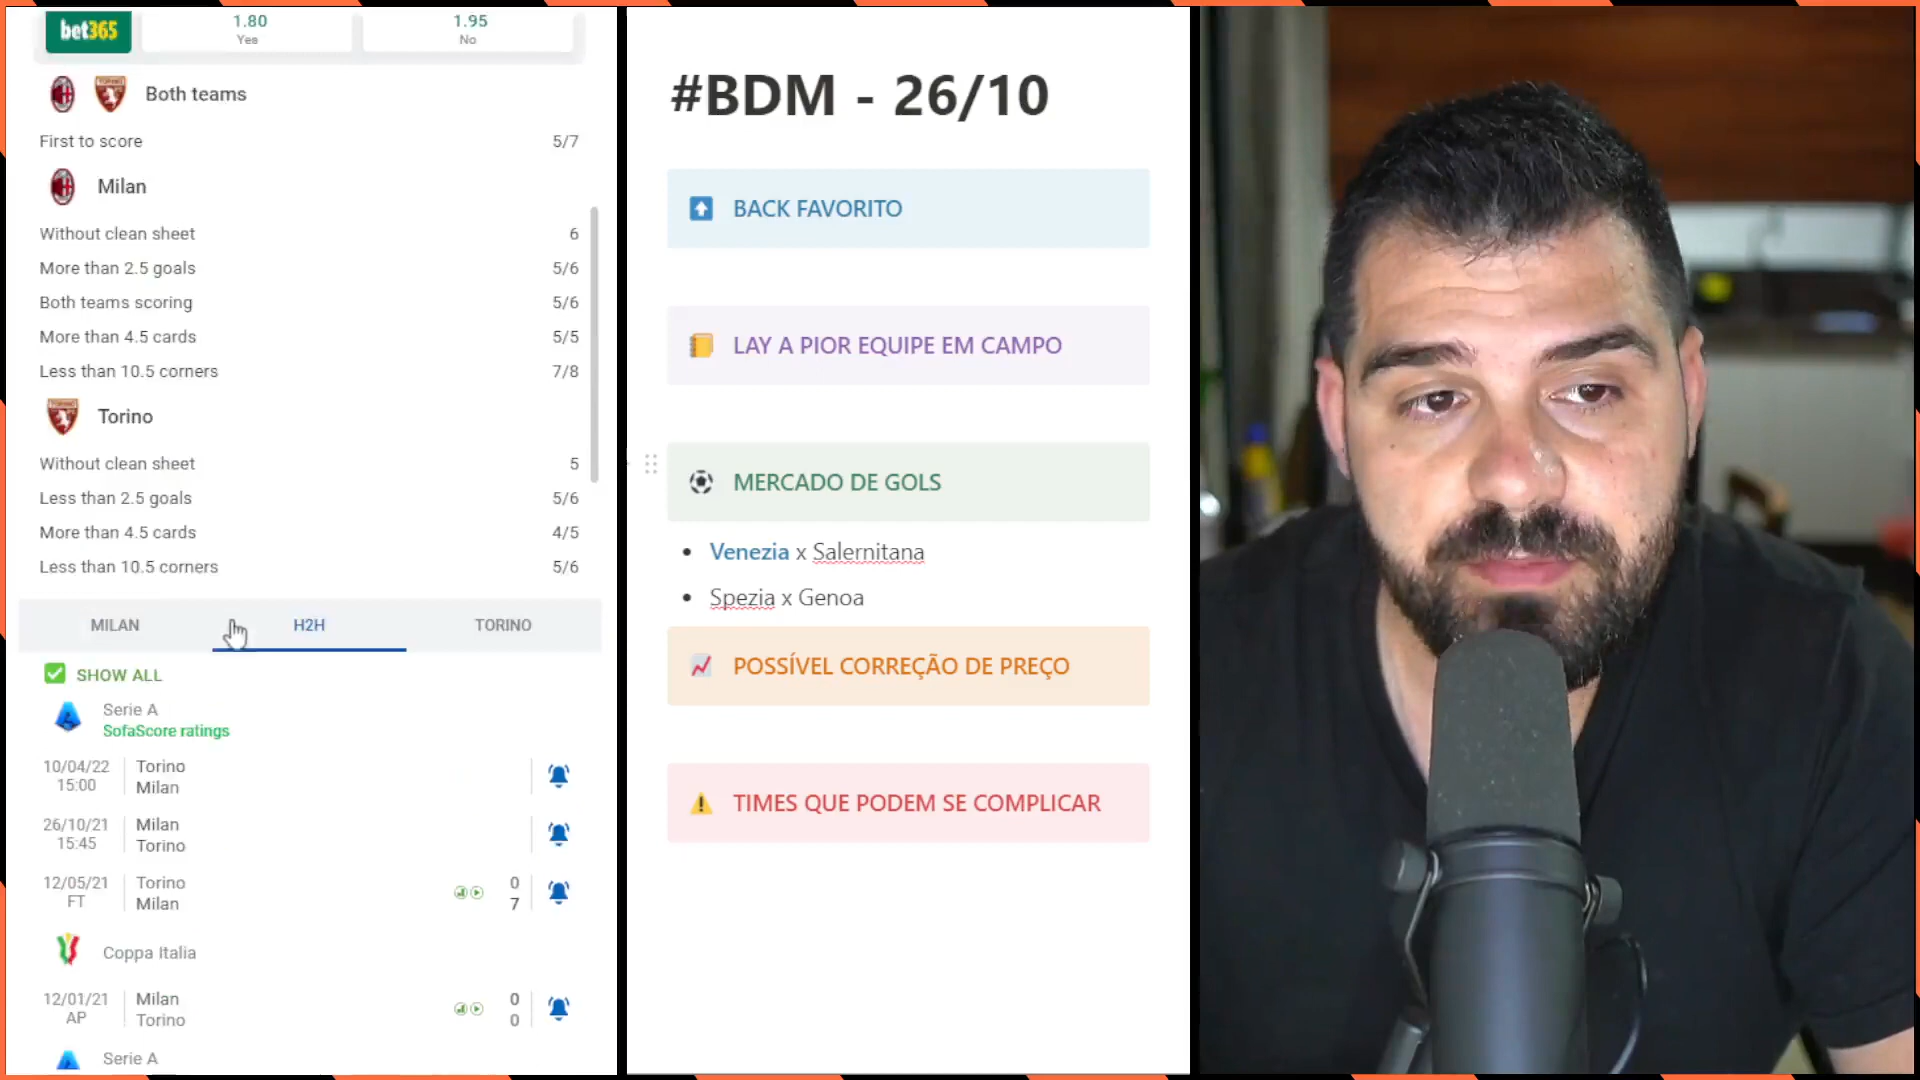 bet365
1.80
Yes
1.95
No
Both teams
First to score 5/7
Milan
Without clean sheet 6
More than 2.5 goals 5/6
Both teams scoring 5/6
More than 4.5 cards 5/5
Less than 10.5 corners 7/8
Torino
Without clean sheet 5
Less than 2.5 goals 5/6
More than 4.5 cards 4/5
Less than 10.5 corners 5/6
MILAN H2H TORINO
SHOW ALL
Serie A
SofaScore ratings
10/04/22 Torino
15:00 Milan
26/10/21 Milan
15:45 Torino
12/05/21 Torino 0
FT Milan 7
Coppa Italia
12/01/21 Milan 0
AP Torino 0
Serie A
#BDM - 26/10
BACK FAVORITO
LAY A PIOR EQUIPE EM CAMPO
MERCADO DE GOLS
• Venezia x Salernitana
• Spezia x Genoa
POSSÍVEL CORREÇÃO DE PREÇO
TIMES QUE PODEM SE COMPLICAR